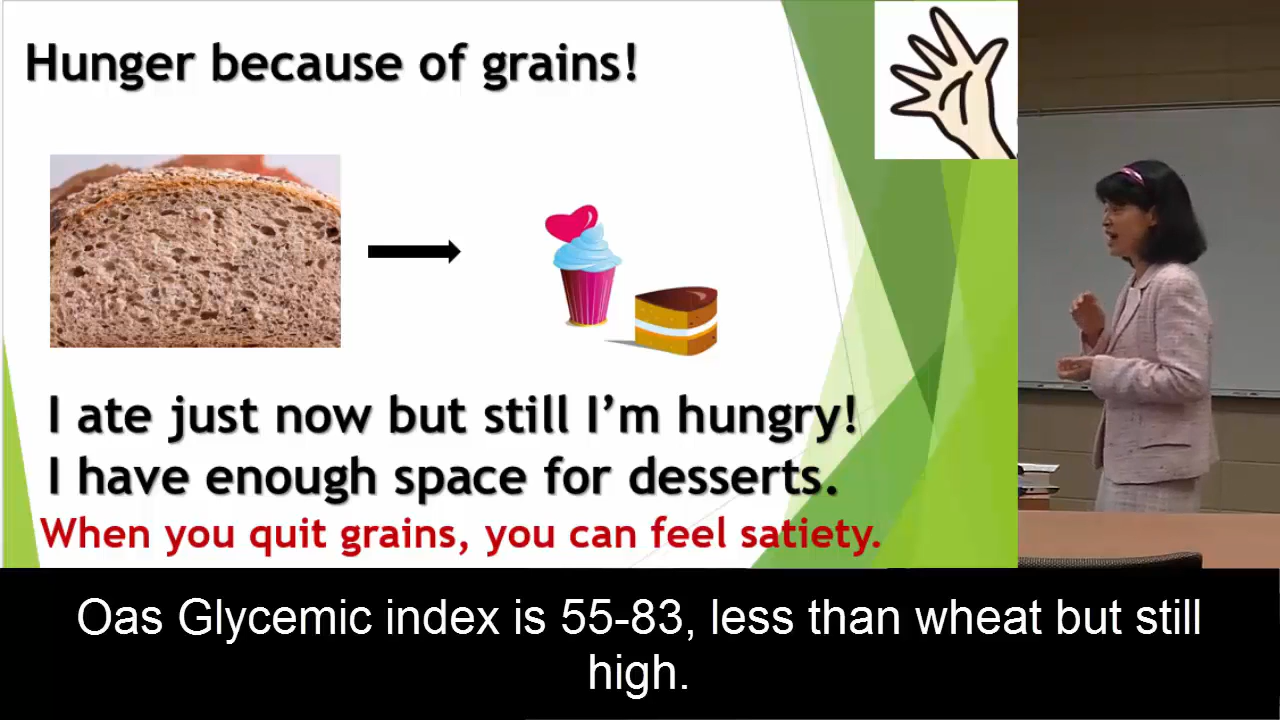 Hunger because of grains!
I ate just now but still I'm hungry!
I have enough space for desserts.
When you quit grains, you can feel satiety.
Oas Glycemic index is 55-83, less than wheat but still
high.